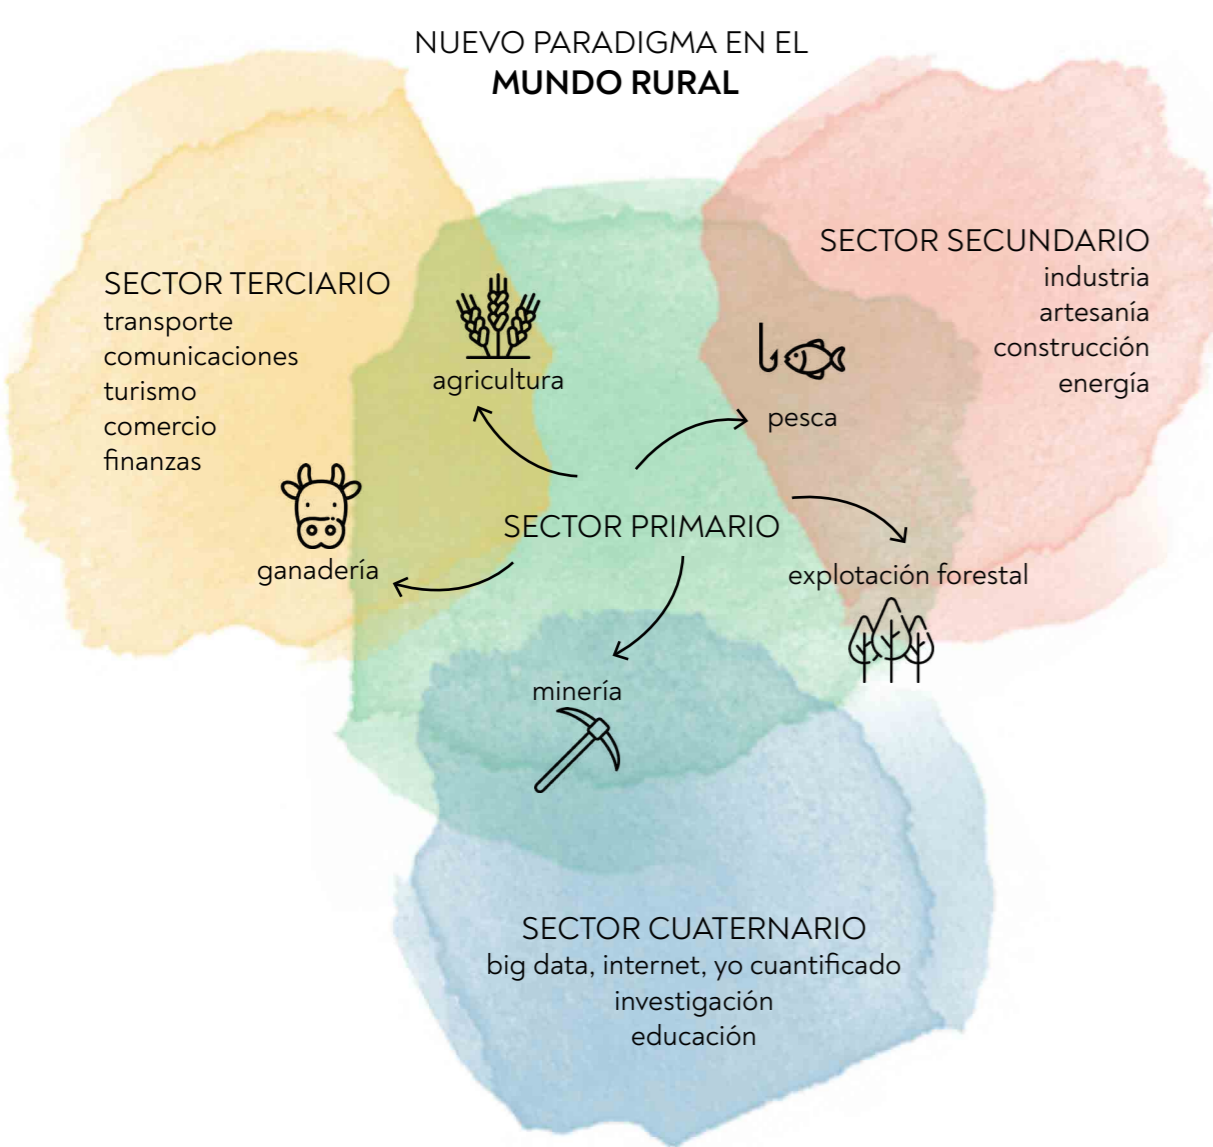 NUEVO PARADIGMA EN EL
MUNDO RURAL
SECTOR TERCIARIO
transporte
comunicaciones
turismo
comercio
finanzas
SECTOR SECUNDARIO
industria
artesanía
construcción
energía
agricultura
pesca
SECTOR PRIMARIO
ganadería
explotación forestal
minería
SECTOR CUATERNARIO
big data, internet, yo cuantificado
investigación
educación